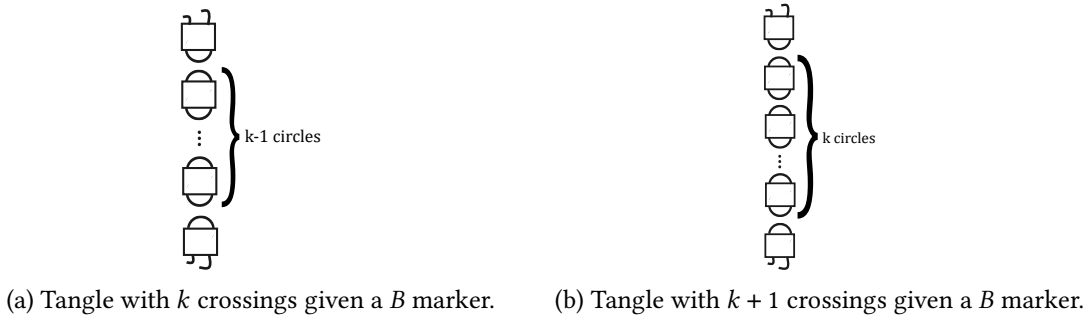 k-1 circles
k circles
(a) Tangle with k crossings given a B marker.
(b) Tangle with k + 1 crossings given a B marker.